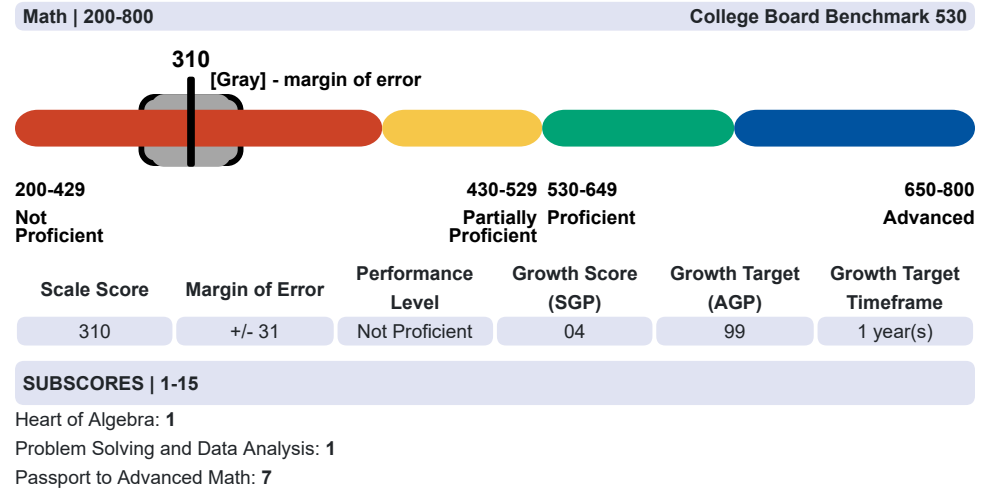 Math | 200-800 College Board Benchmark 530
310
[Gray] - margin of error
200-429 430-529 530-649 650-800
Not Partially Proficient Advanced
Proficient Proficient
Scale Score Margin of Error Performance Level Growth Score (SGP) Growth Target (AGP) Growth Target Timeframe
310 +/- 31 Not Proficient 04 99 1 year(s)
SUBSCORES | 1-15
Heart of Algebra: 1
Problem Solving and Data Analysis: 1
Passport to Advanced Math: 7